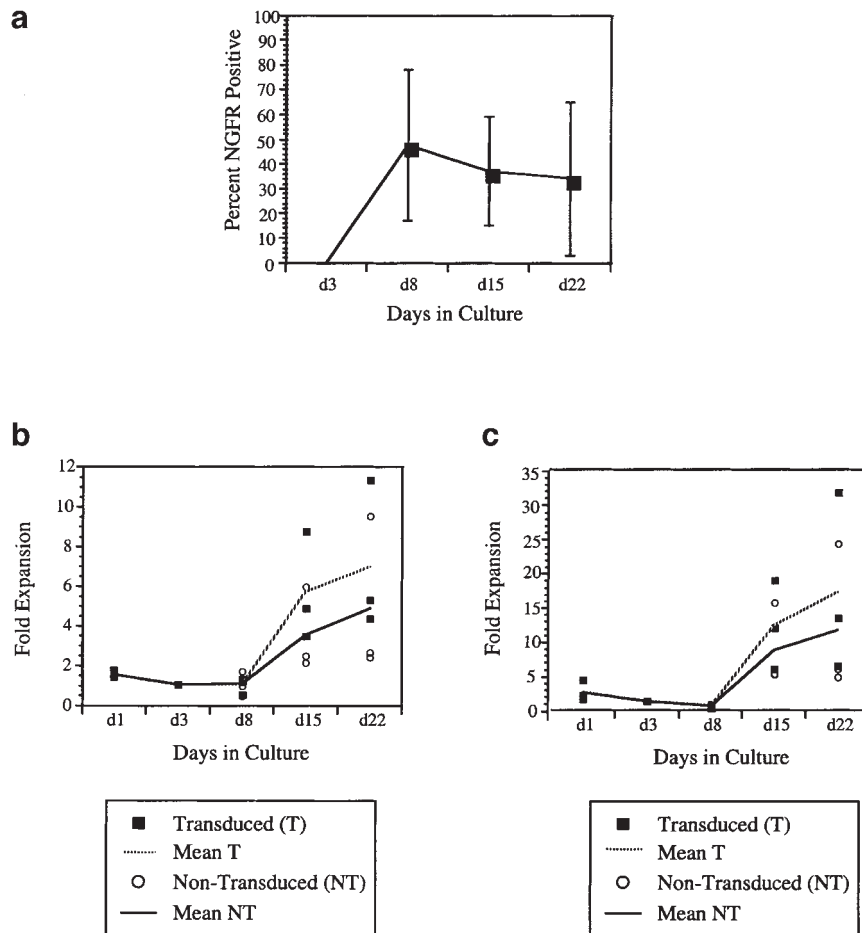 a
Percent NGFR Positive
100
90
80
70
60
50
40
30
20
10
0
d3 d8 d15 d22
Days in Culture
b
Fold Expansion
12
10
8
6
4
2
0
d1 d3 d8 d15 d22
Days in Culture
Transduced (T)
Mean T
Non-Transduced (NT)
Mean NT
c
Fold Expansion
35
30
25
20
15
10
5
0
d1 d3 d8 d15 d22
Days in Culture
Transduced (T)
Mean T
Non-Transduced (NT)
Mean NT